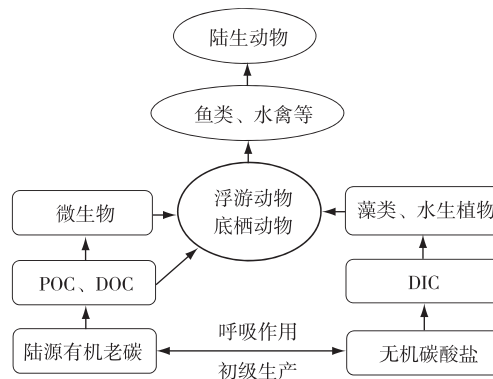 陆生动物
鱼类、水禽等
浮游动物
底栖动物
微生物
藻类、水生植物
POC、DOC
DIC
呼吸作用
陆源有机老碳
无机碳酸盐
初级生产